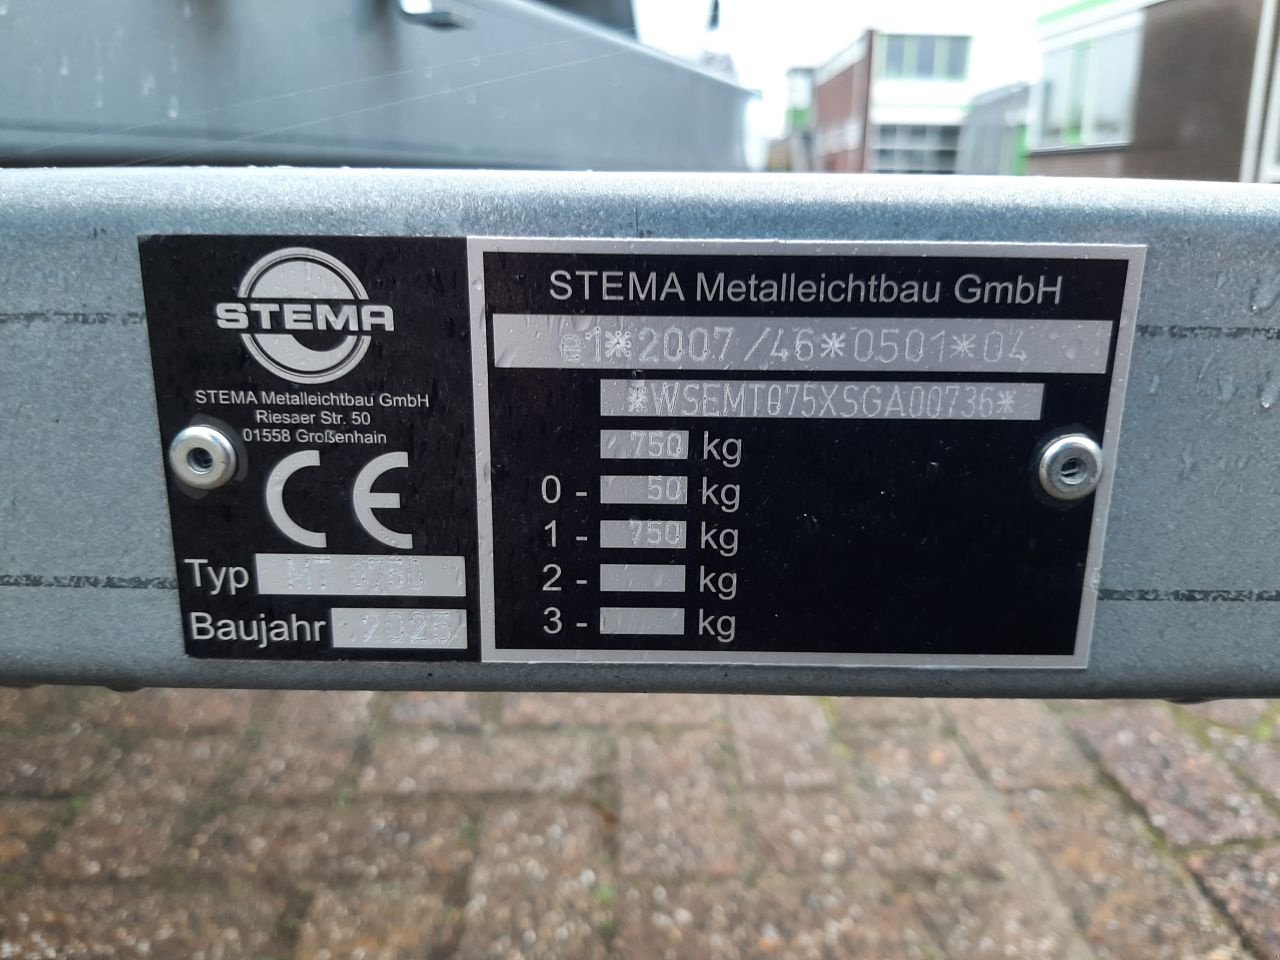 STEMA
STEMA Metalleichtbau GmbH
Riesaer Str. 50
01558 Großenhain
CE
Typ MT 0750
Baujahr 2025
STEMA Metalleichtbau GmbH
e1*2007/46*0501*04
*WSEMT075XSGA00736*
750 kg
0 - 50 kg
1 - 750 kg
2 - kg
3 - kg